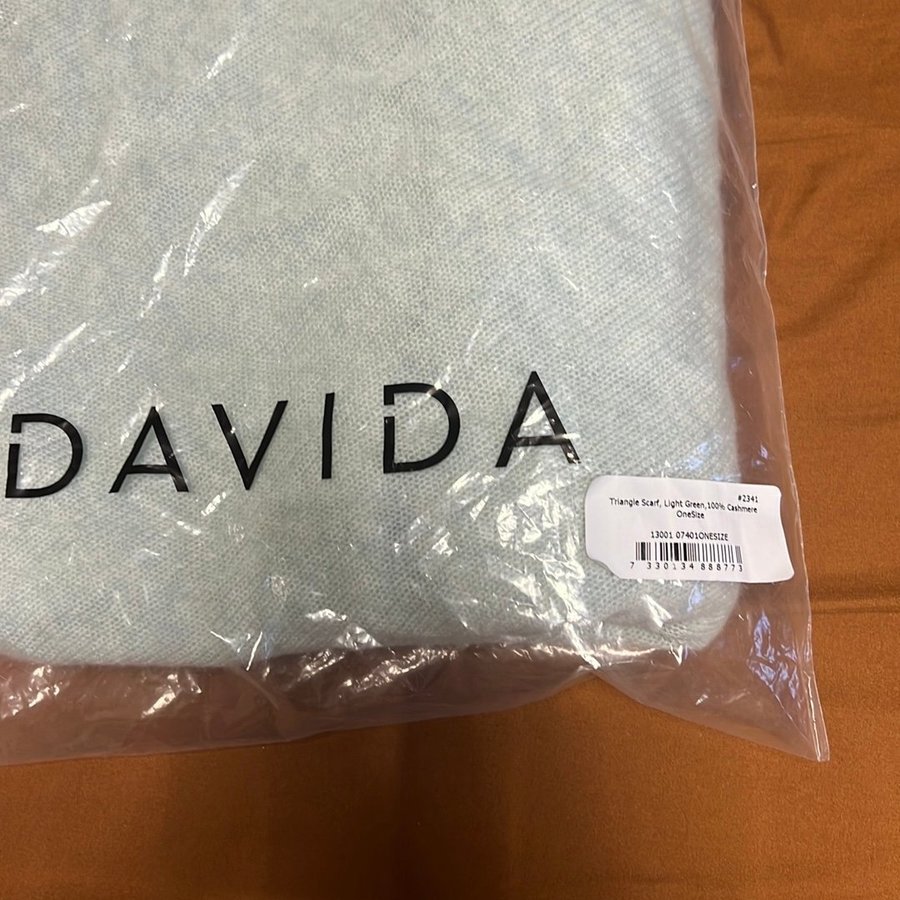 DAVIDA
#2341
Triangle Scarf, Light Green,100% Cashmere
OneSize
13001 07401ONESIZE
7 330134 888773